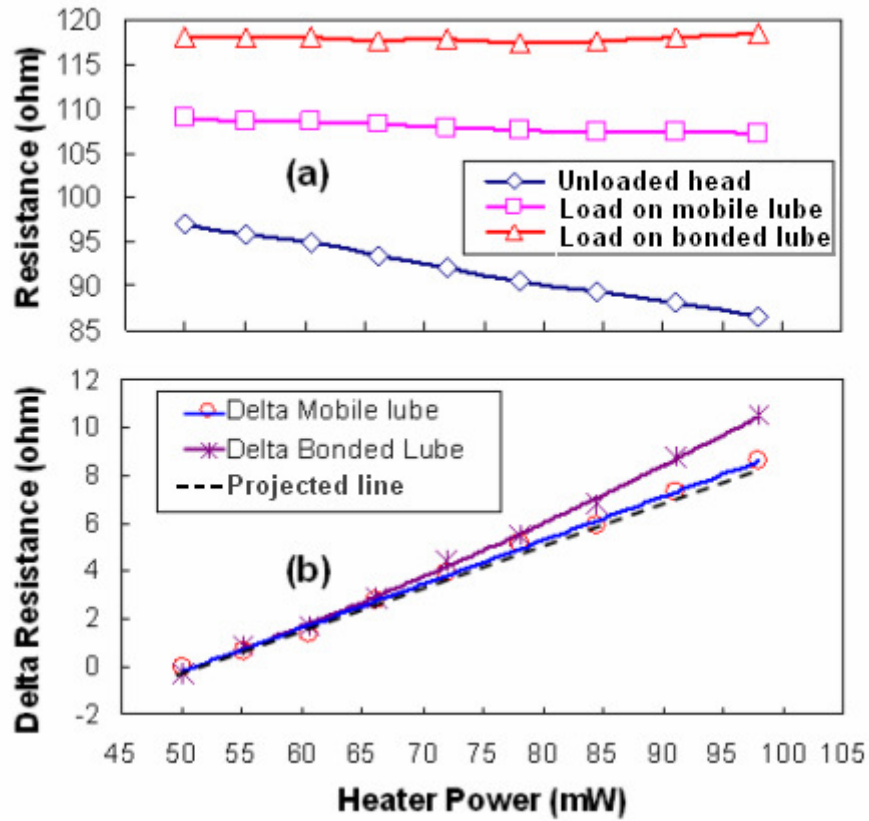 120
115
110
105
100
95
90
85
Resistance (ohm)
(a)
Unloaded head
Load on mobile lube
Load on bonded lube
12
10
8
6
4
2
0
-2
Delta Resistance (ohm)
Delta Mobile lube
Delta Bonded Lube
Projected line
(b)
45 50 55 60 65 70 75 80 85 90 95 100 105
Heater Power (mW)